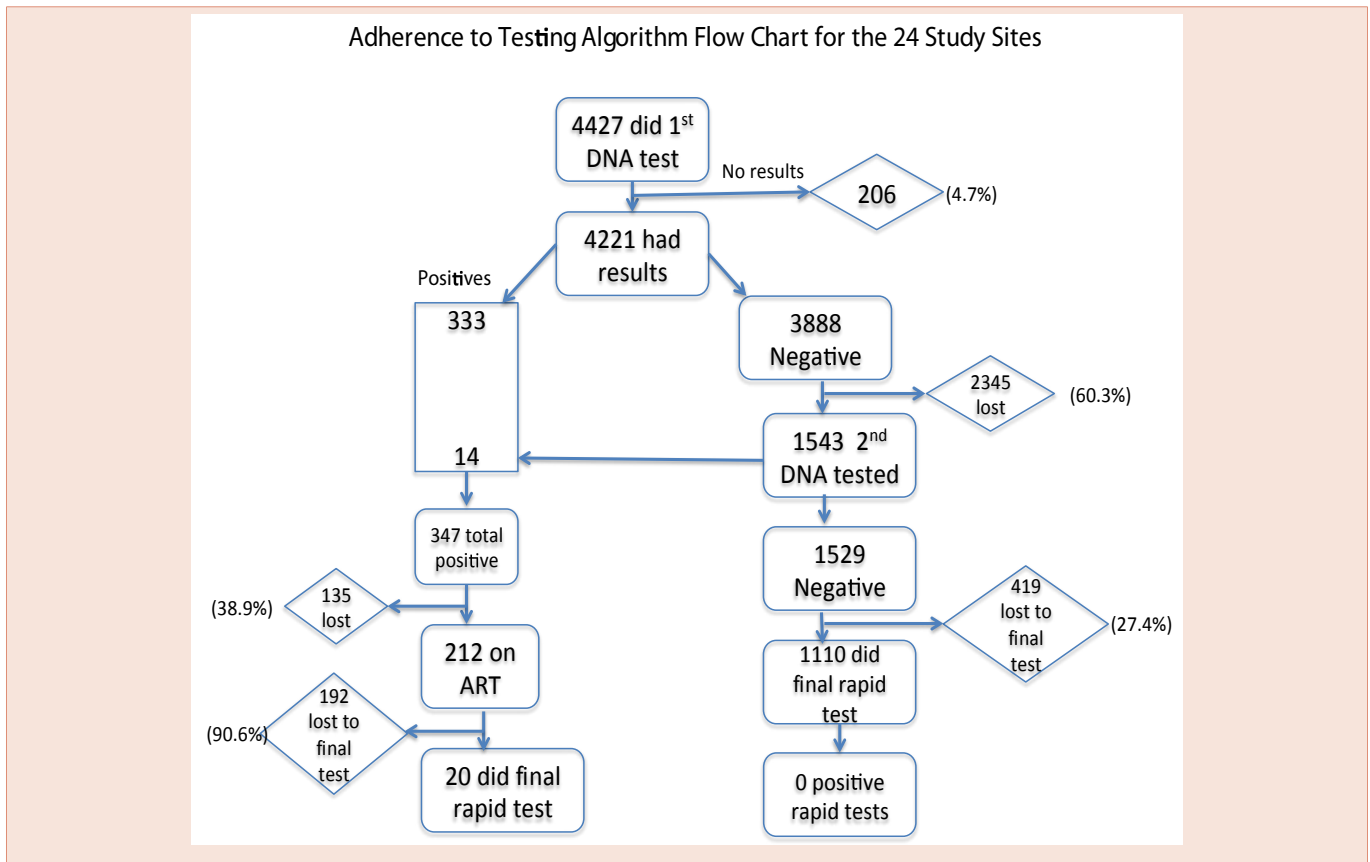 Adherence to Testing Algorithm Flow Chart for the 24 Study Sites
4427 did 1st
DNA test
No results
206
(4.7%)
4221 had
results
Positives
333
3888
Negative
2345
lost
(60.3%)
14
1543 2nd
DNA tested
347 total
positive
1529
Negative
135
lost
(38.9%)
419
lost to
final
test
(27.4%)
212 on
ART
1110 did
final rapid
test
192
lost to
final
test
(90.6%)
20 did final
rapid test
0 positive
rapid tests